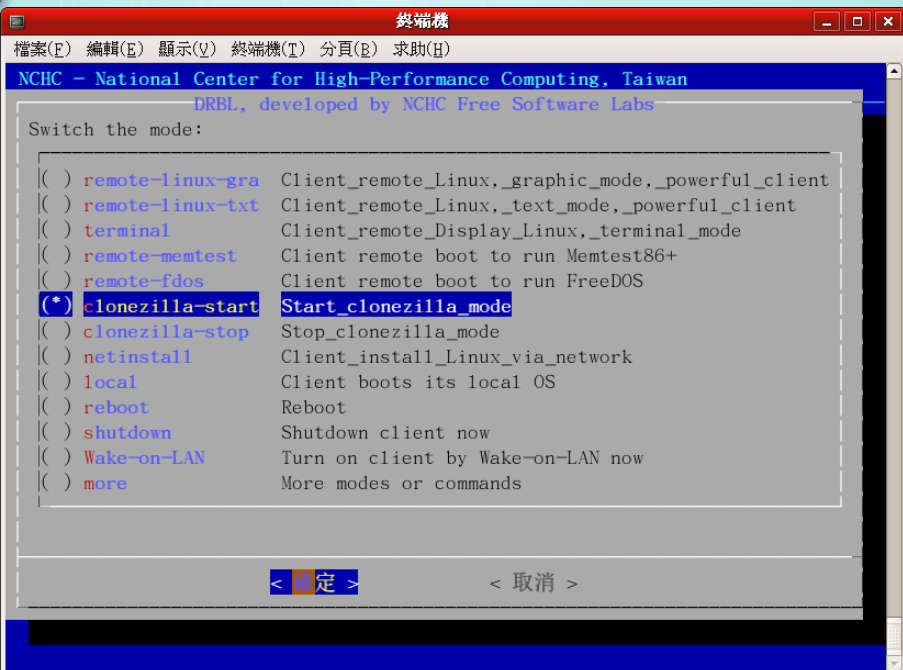 終端機
檔案(F) 編輯(E) 顯示(V) 終端機(T) 分頁(B) 求助(H)
NCHC - National Center for High-Performance Computing, Taiwan
DRBL, developed by NCHC Free Software Labs
Switch the mode:
( ) remote-linux-gra Client_remote_Linux,_graphic_mode,_powerful_client
( ) remote-linux-txt Client_remote_Linux,_text_mode,_powerful_client
( ) terminal Client_remote_Display_Linux,_terminal_mode
( ) remote-memtest Client remote boot to run Memtest86+
( ) remote-fdos Client remote boot to run FreeDOS
(*) clonezilla-start Start_clonezilla_mode
( ) clonezilla-stop Stop_clonezilla_mode
( ) netinstall Client_install_Linux_via_network
( ) local Client boots its local OS
( ) reboot Reboot
( ) shutdown Shutdown client now
( ) Wake-on-LAN Turn on client by Wake-on-LAN now
( ) more More modes or commands
< 確定 > < 取消 >